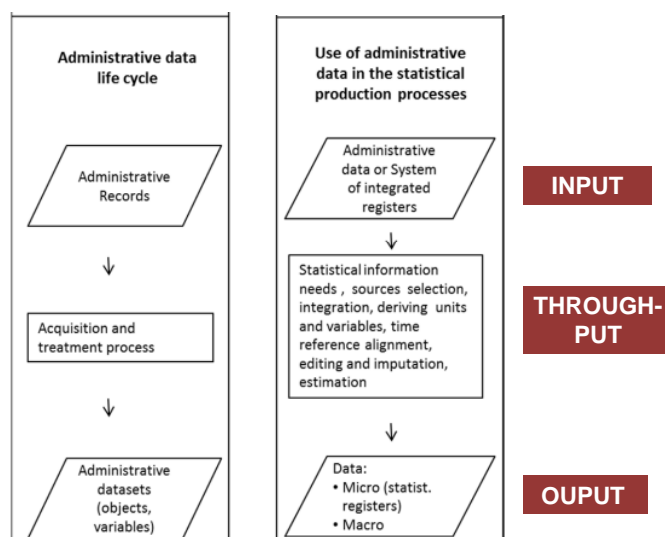 Administrative data
life cycle
Administrative
Records
Acquisition and
treatment process
Administrative
datasets
(objects,
variables)
Use of administrative
data in the statistical
production processes
Administrative
data or System
of integrated
registers
Statistical information
needs , sources selection,
integration, deriving units
and variables, time
reference alignment,
editing and imputation,
estimation
Data:
• Micro (statist.
registers)
• Macro
INPUT
THROUGH-
PUT
OUPUT